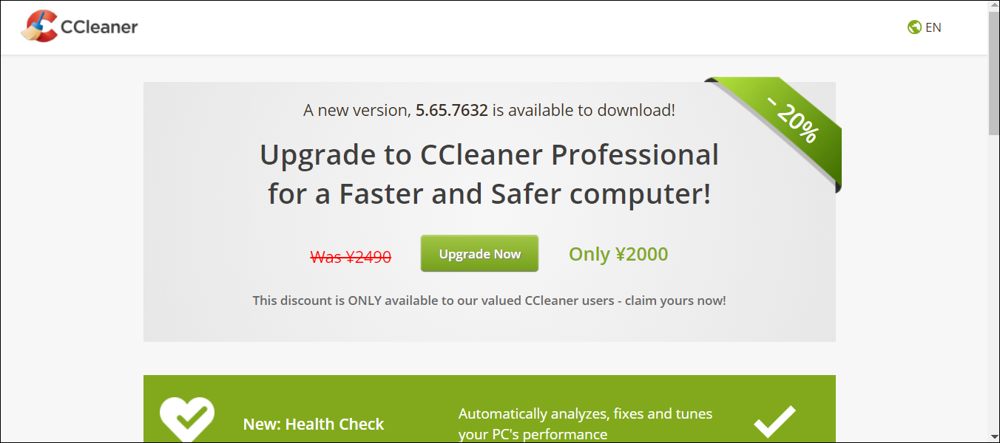 CCleaner
EN
- 20%
A new version, 5.65.7632 is available to download!
Upgrade to CCleaner Professional
for a Faster and Safer computer!
Was ¥2490
Upgrade Now
Only ¥2000
This discount is ONLY available to our valued CCleaner users - claim yours now!
New: Health Check
Automatically analyzes, fixes and tunes
your PC's performance